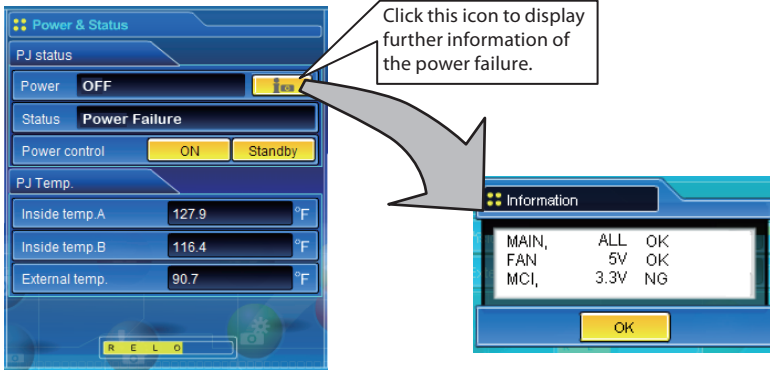 Power & Status
PJ status
Power OFF
Status Power Failure
Power control ON Standby
PJ Temp.
Inside temp.A 127.9 °F
Inside temp.B 116.4 °F
External temp. 90.7 °F
R E L O
Click this icon to display
further information of
the power failure.
Information
MAIN, ALL OK
FAN 5V OK
MCI, 3.3V NG
OK